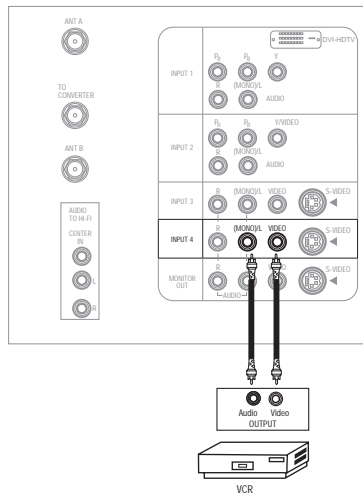 ANT A
DVI-HDTV
PR PB Y
INPUT 1
R (MONO)/L AUDIO
TO
CONVERTER
PR PB Y/VIDEO
INPUT 2
R (MONO)/L AUDIO
ANT B
R (MONO)/L VIDEO S-VIDEO
INPUT 3
AUDIO
TO HI-FI
CENTER
IN
L
R
R (MONO)/L VIDEO S-VIDEO
INPUT 4
R S-VIDEO
MONITOR
OUT
AUDIO
Audio Video
OUTPUT
VCR